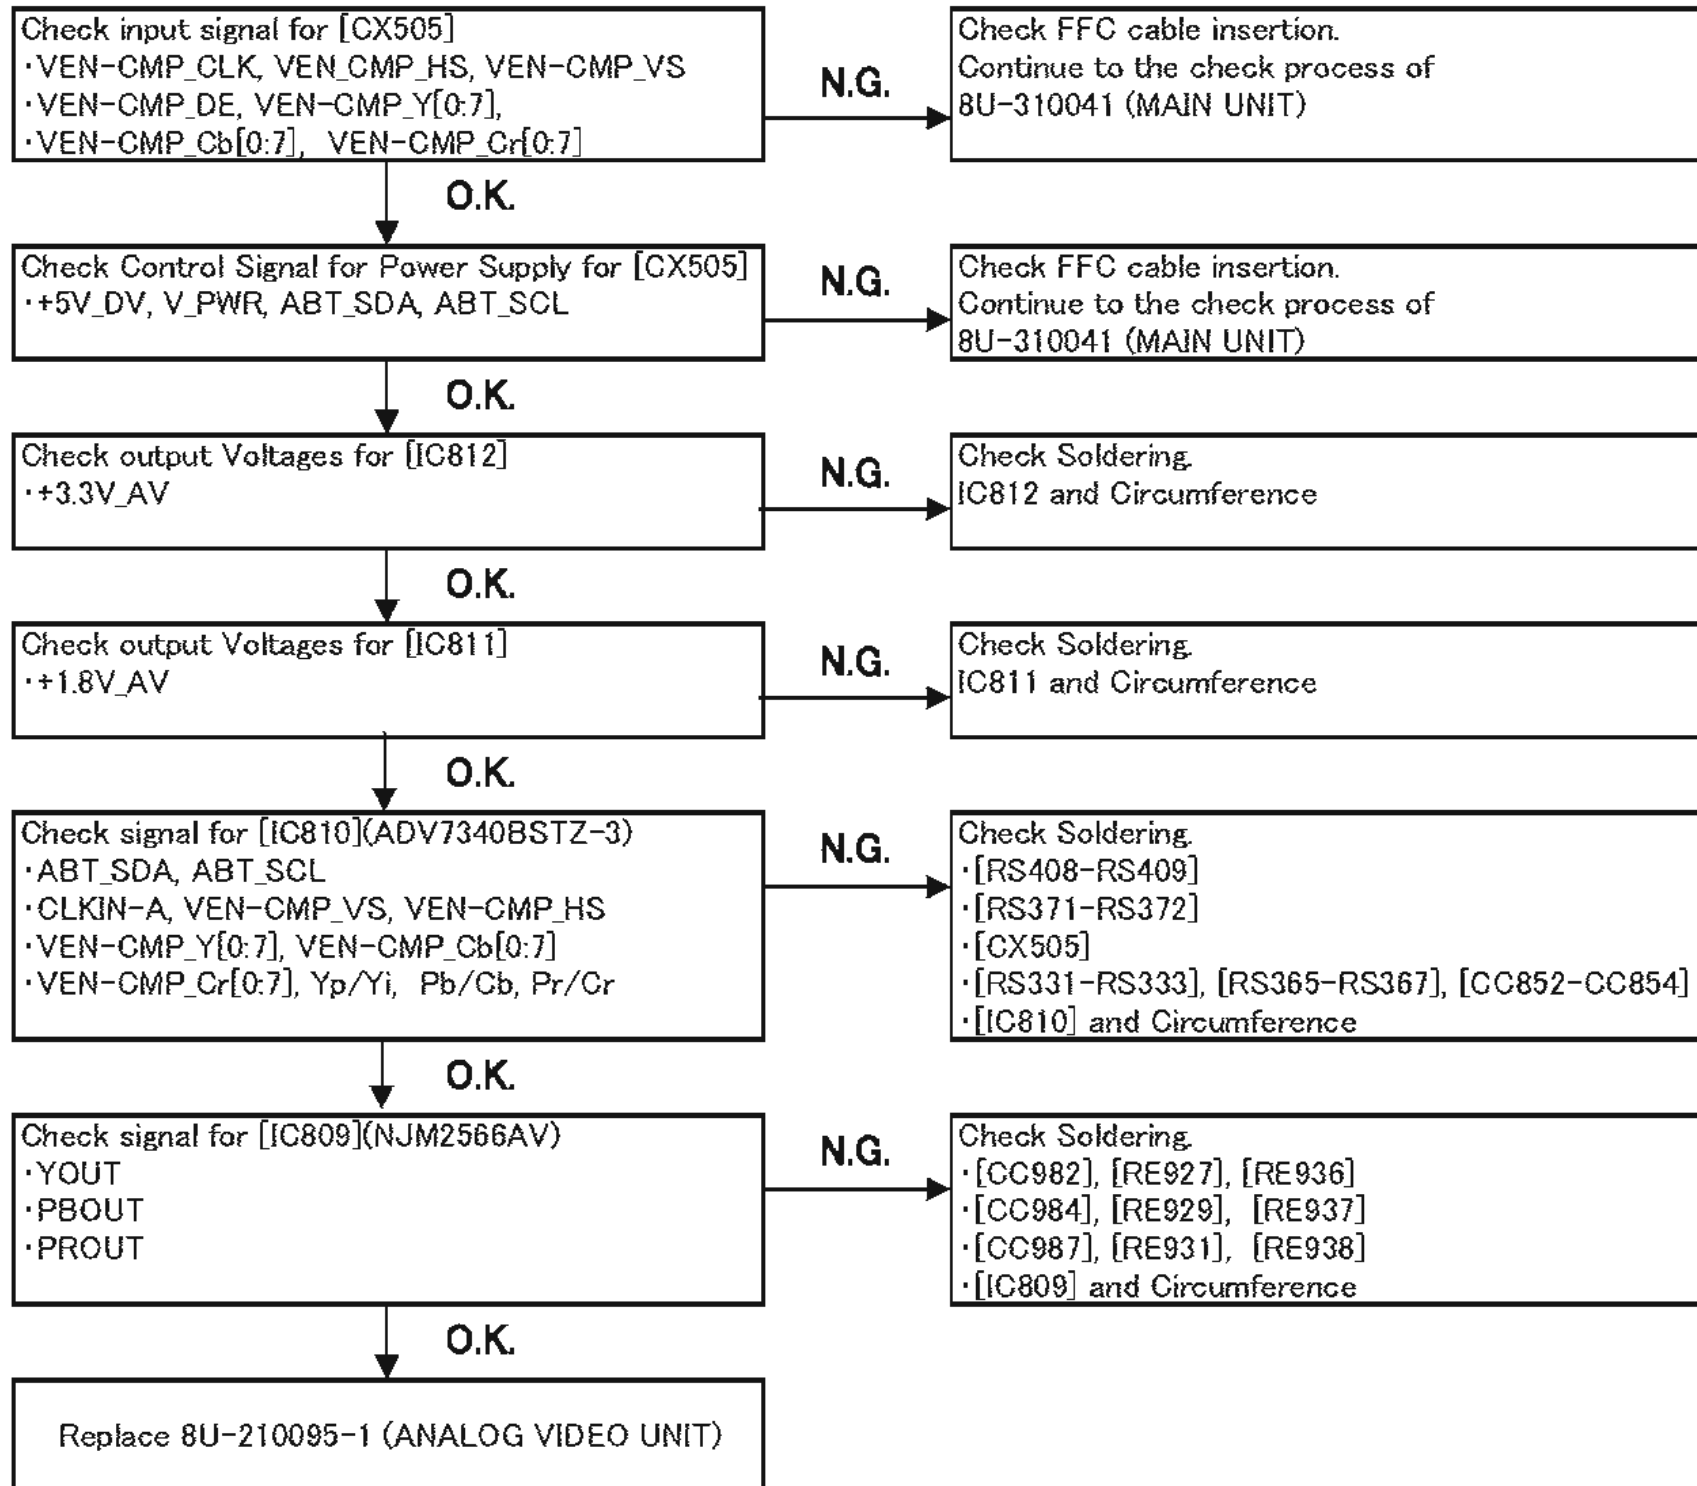 Check input signal for [CX505]
·VEN-CMP_CLK, VEN_CMP_HS, VEN-CMP_VS
·VEN-CMP_DE, VEN-CMP_Y[0:7],
·VEN-CMP_Cb[0:7], VEN-CMP_Cr[0:7]
N.G.
Check FFC cable insertion.
Continue to the check process of
8U-310041 (MAIN UNIT)
O.K.
Check Control Signal for Power Supply for [CX505]
·+5V_DV, V_PWR, ABT_SDA, ABT_SCL
N.G.
Check FFC cable insertion.
Continue to the check process of
8U-310041 (MAIN UNIT)
O.K.
Check output Voltages for [IC812]
·+3.3V_AV
N.G.
Check Soldering.
IC812 and Circumference
O.K.
Check output Voltages for [IC811]
·+1.8V_AV
N.G.
Check Soldering.
IC811 and Circumference
O.K.
Check signal for [IC810](ADV7340BSTZ-3)
·ABT_SDA, ABT_SCL
·CLKIN-A, VEN-CMP_VS, VEN-CMP_HS
·VEN-CMP_Y[0:7], VEN-CMP_Cb[0:7]
·VEN-CMP_Cr[0:7], Yp/Yi, Pb/Cb, Pr/Cr
N.G.
Check Soldering.
·[RS408-RS409]
·[RS371-RS372]
·[CX505]
·[RS331-RS333], [RS365-RS367], [CC852-CC854]
·[IC810] and Circumference
O.K.
Check signal for [IC809](NJM2566AV)
·YOUT
·PBOUT
·PROUT
N.G.
Check Soldering.
·[CC982], [RE927], [RE936]
·[CC984], [RE929], [RE937]
·[CC987], [RE931], [RE938]
·[IC809] and Circumference
O.K.
Replace 8U-210095-1 (ANALOG VIDEO UNIT)